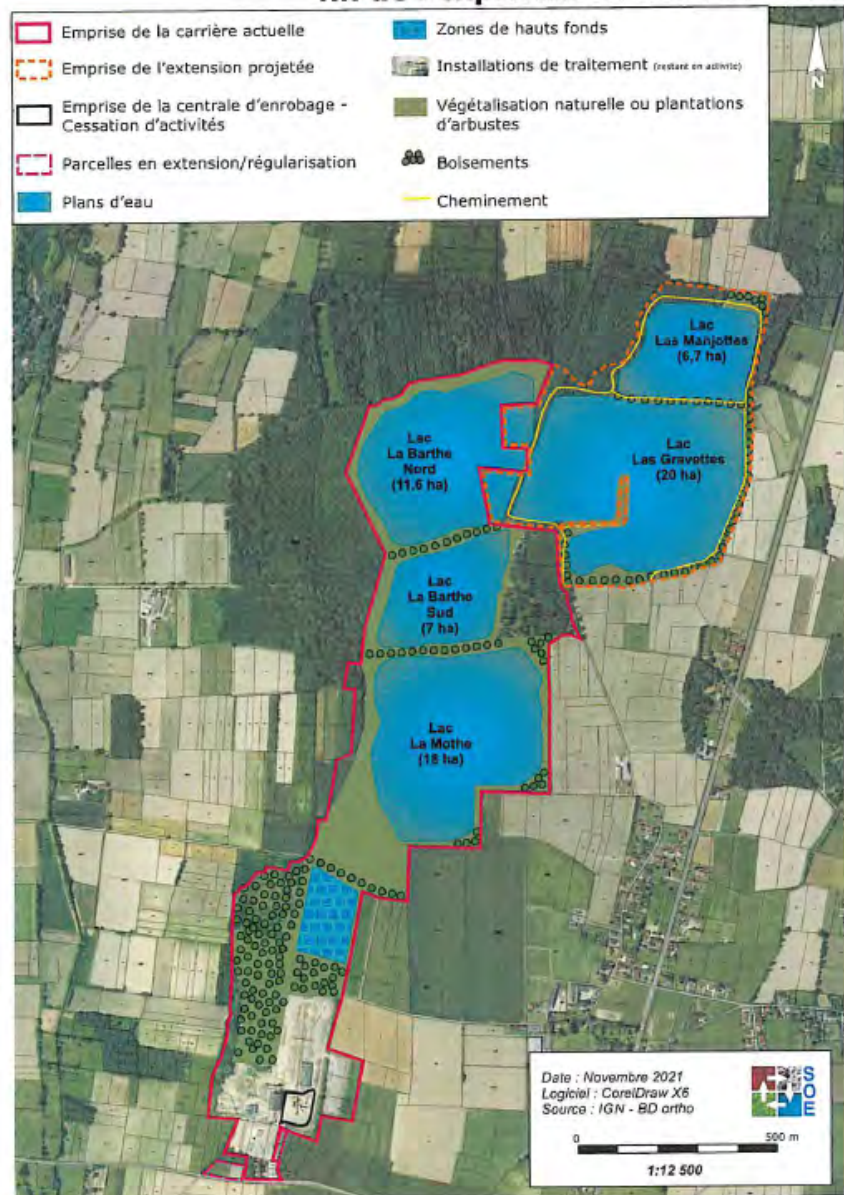 Emprise de la carrière actuelle
Emprise de l'extension projetée
Emprise de la centrale d'enrobage -
Cessation d'activités
Parcelles en extension/régularisation
Plans d'eau
Zones de hauts fonds
Installations de traitement (restant en activité)
Végétalisation naturelle ou plantations
d'arbustes
Boisements
Cheminement
N
Lac
Las Manjottes
(6,7 ha)
Lac
La Barthe
Nord
(11,6 ha)
Lac
Las Gravottes
(20 ha)
Lac
La Barthe
Sud
(7 ha)
Lac
La Mothe
(18 ha)
Date : Novembre 2021
Logiciel : CorelDraw X6
Source : IGN - BD ortho
SOE
0 500 m
1:12 500